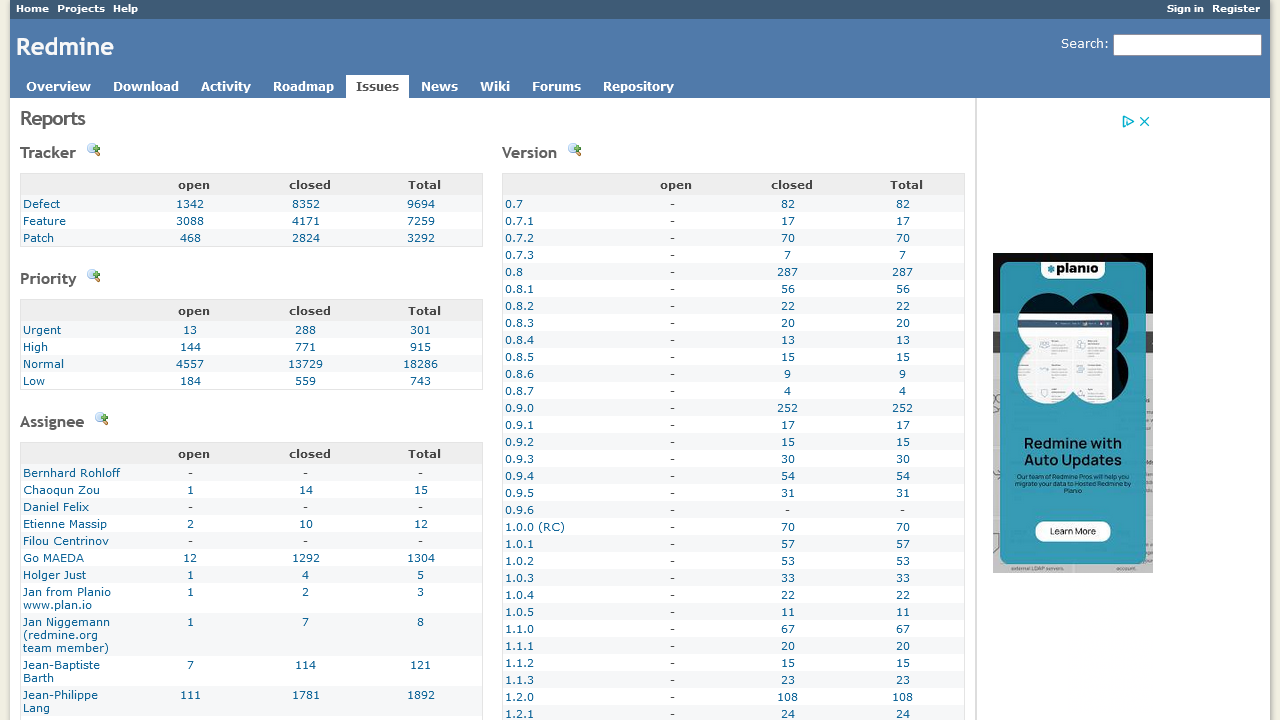 Home Projects Help
Sign in Register
Redmine
Search:
Overview Download Activity Roadmap Issues News Wiki Forums Repository
Reports
Tracker
open closed Total
Defect 1342 8352 9694
Feature 3088 4171 7259
Patch 468 2824 3292
Priority
open closed Total
Urgent 13 288 301
High 144 771 915
Normal 4557 13729 18286
Low 184 559 743
Assignee
open closed Total
Bernhard Rohloff - - -
Chaoqun Zou 1 14 15
Daniel Felix - - -
Etienne Massip 2 10 12
Filou Centrinov - - -
Go MAEDA 12 1292 1304
Holger Just 1 4 5
Jan from Planio 1 2 3
www.plan.io
Jan Niggemann 1 7 8
(redmine.org
team member)
Jean-Baptiste 7 114 121
Barth
Jean-Philippe 111 1781 1892
Lang
Version
open closed Total
0.7 - 82 82
0.7.1 - 17 17
0.7.2 - 70 70
0.7.3 - 7 7
0.8 - 287 287
0.8.1 - 56 56
0.8.2 - 22 22
0.8.3 - 20 20
0.8.4 - 13 13
0.8.5 - 15 15
0.8.6 - 9 9
0.8.7 - 4 4
0.9.0 - 252 252
0.9.1 - 17 17
0.9.2 - 15 15
0.9.3 - 30 30
0.9.4 - 54 54
0.9.5 - 31 31
0.9.6 - - -
1.0.0 (RC) - 70 70
1.0.1 - 57 57
1.0.2 - 53 53
1.0.3 - 33 33
1.0.4 - 22 22
1.0.5 - 11 11
1.1.0 - 67 67
1.1.1 - 20 20
1.1.2 - 15 15
1.1.3 - 23 23
1.2.0 - 108 108
1.2.1 - 24 24
planio
Redmine with
Auto Updates
Our team of Redmine Pros will help you
migrate your data to Hosted Redmine by
Planio
Learn More
external LDAP servers.
account.